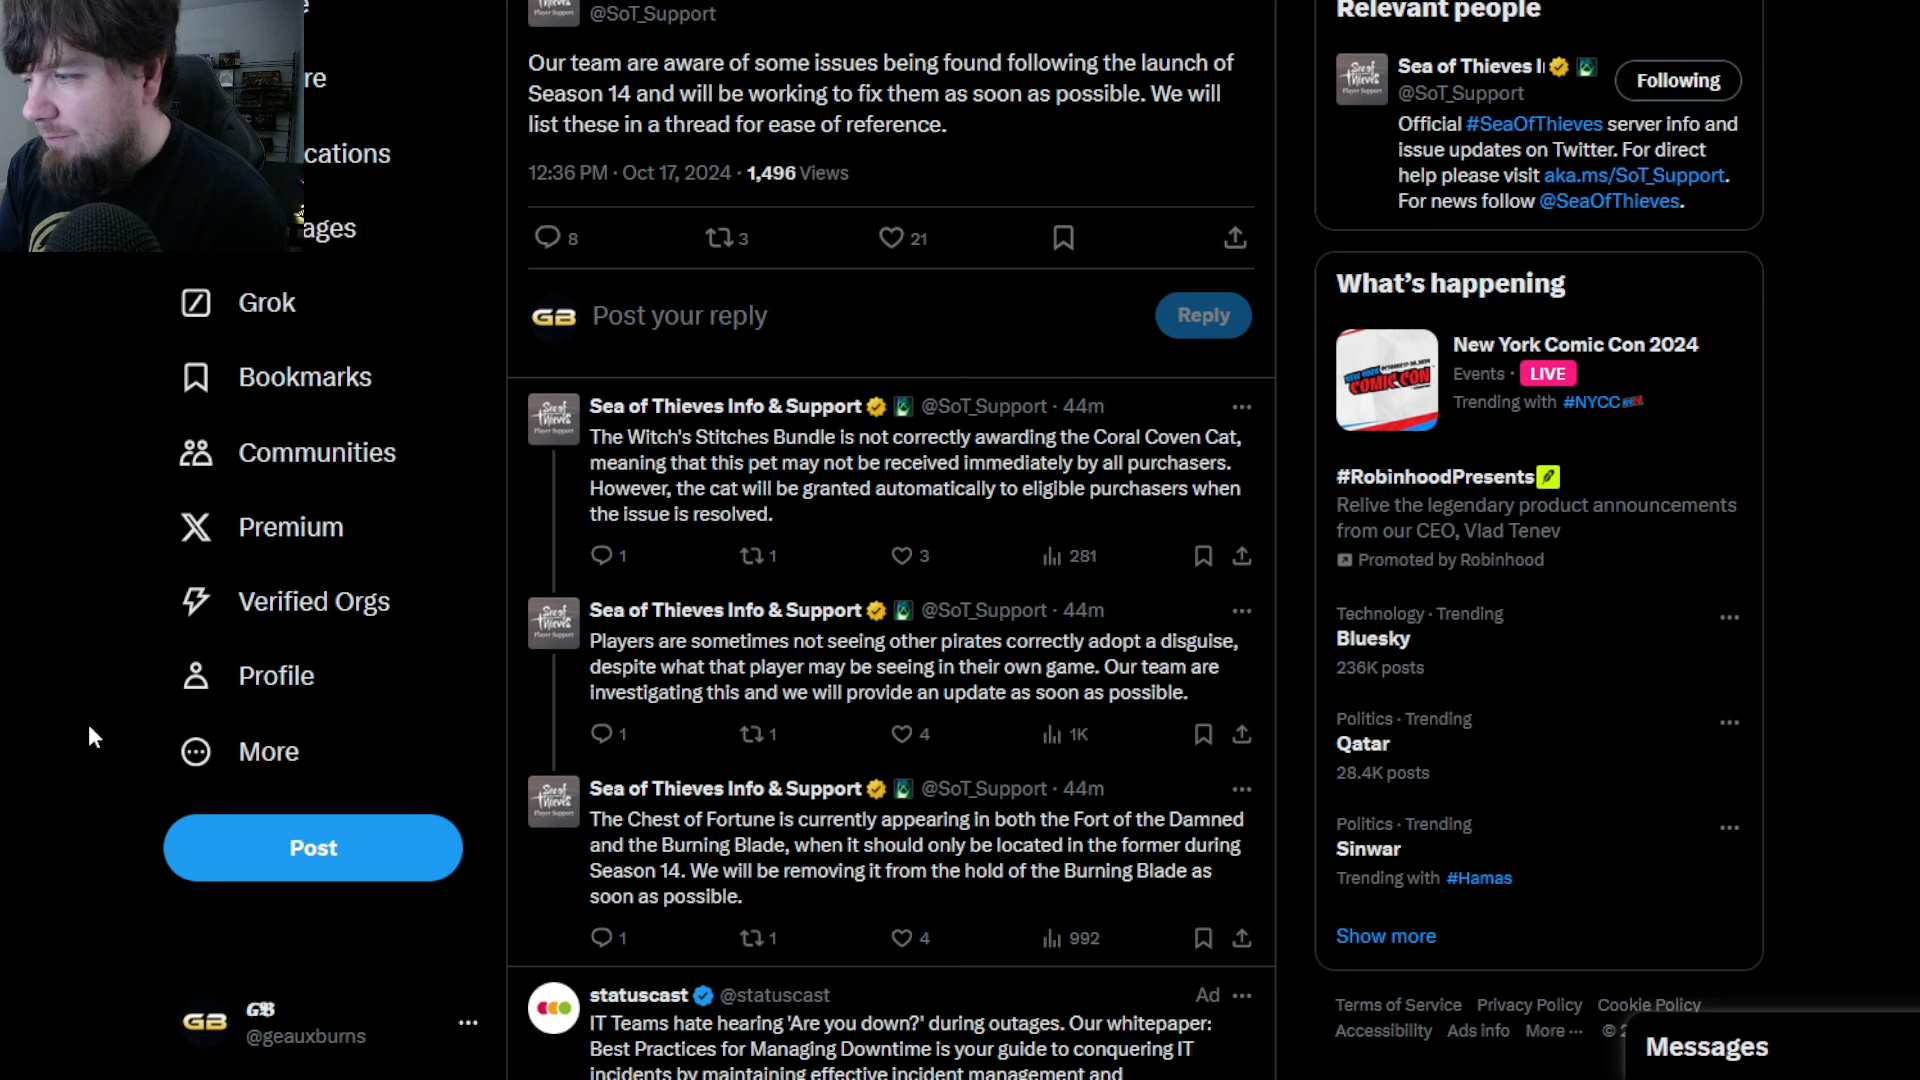 @SoT_Support
Our team are aware of some issues being found following the launch of
Season 14 and will be working to fix them as soon as possible. We will
list these in a thread for ease of reference.
12:36 PM · Oct 17, 2024 · 1,496 Views
8
3
21
GB
Post your reply
Reply
Sea of Thieves Info & Support @SoT_Support · 44m
The Witch's Stitches Bundle is not correctly awarding the Coral Coven Cat,
meaning that this pet may not be received immediately by all purchasers.
However, the cat will be granted automatically to eligible purchasers when
the issue is resolved.
1
1
3
281
Sea of Thieves Info & Support @SoT_Support · 44m
Players are sometimes not seeing other pirates correctly adopt a disguise,
despite what that player may be seeing in their own game. Our team are
investigating this and we will provide an update as soon as possible.
1
1
4
1K
Sea of Thieves Info & Support @SoT_Support · 44m
The Chest of Fortune is currently appearing in both the Fort of the Damned
and the Burning Blade, when it should only be located in the former during
Season 14. We will be removing it from the hold of the Burning Blade as
soon as possible.
1
1
4
992
statuscast @statuscast
Ad
IT Teams hate hearing 'Are you down?' during outages. Our whitepaper:
Best Practices for Managing Downtime is your guide to conquering IT
incidents by maintaining effective incident management and
re
cations
ages
Grok
Bookmarks
Communities
Premium
Verified Orgs
Profile
More
Post
GB
GB
@geauxburns
Relevant people
Sea of Thieves I
@SoT_Support
Following
Official #SeaOfThieves server info and
issue updates on Twitter. For direct
help please visit aka.ms/SoT_Support.
For news follow @SeaOfThieves.
What's happening
NEW YORK COMIC CON
New York Comic Con 2024
Events · LIVE
Trending with #NYCC
#RobinhoodPresents
Relive the legendary product announcements
from our CEO, Vlad Tenev
Promoted by Robinhood
Technology · Trending
Bluesky
236K posts
Politics · Trending
Qatar
28.4K posts
Politics · Trending
Sinwar
Trending with #Hamas
Show more
Terms of Service Privacy Policy Cookie Policy
Accessibility Ads info More ··· ©
Messages